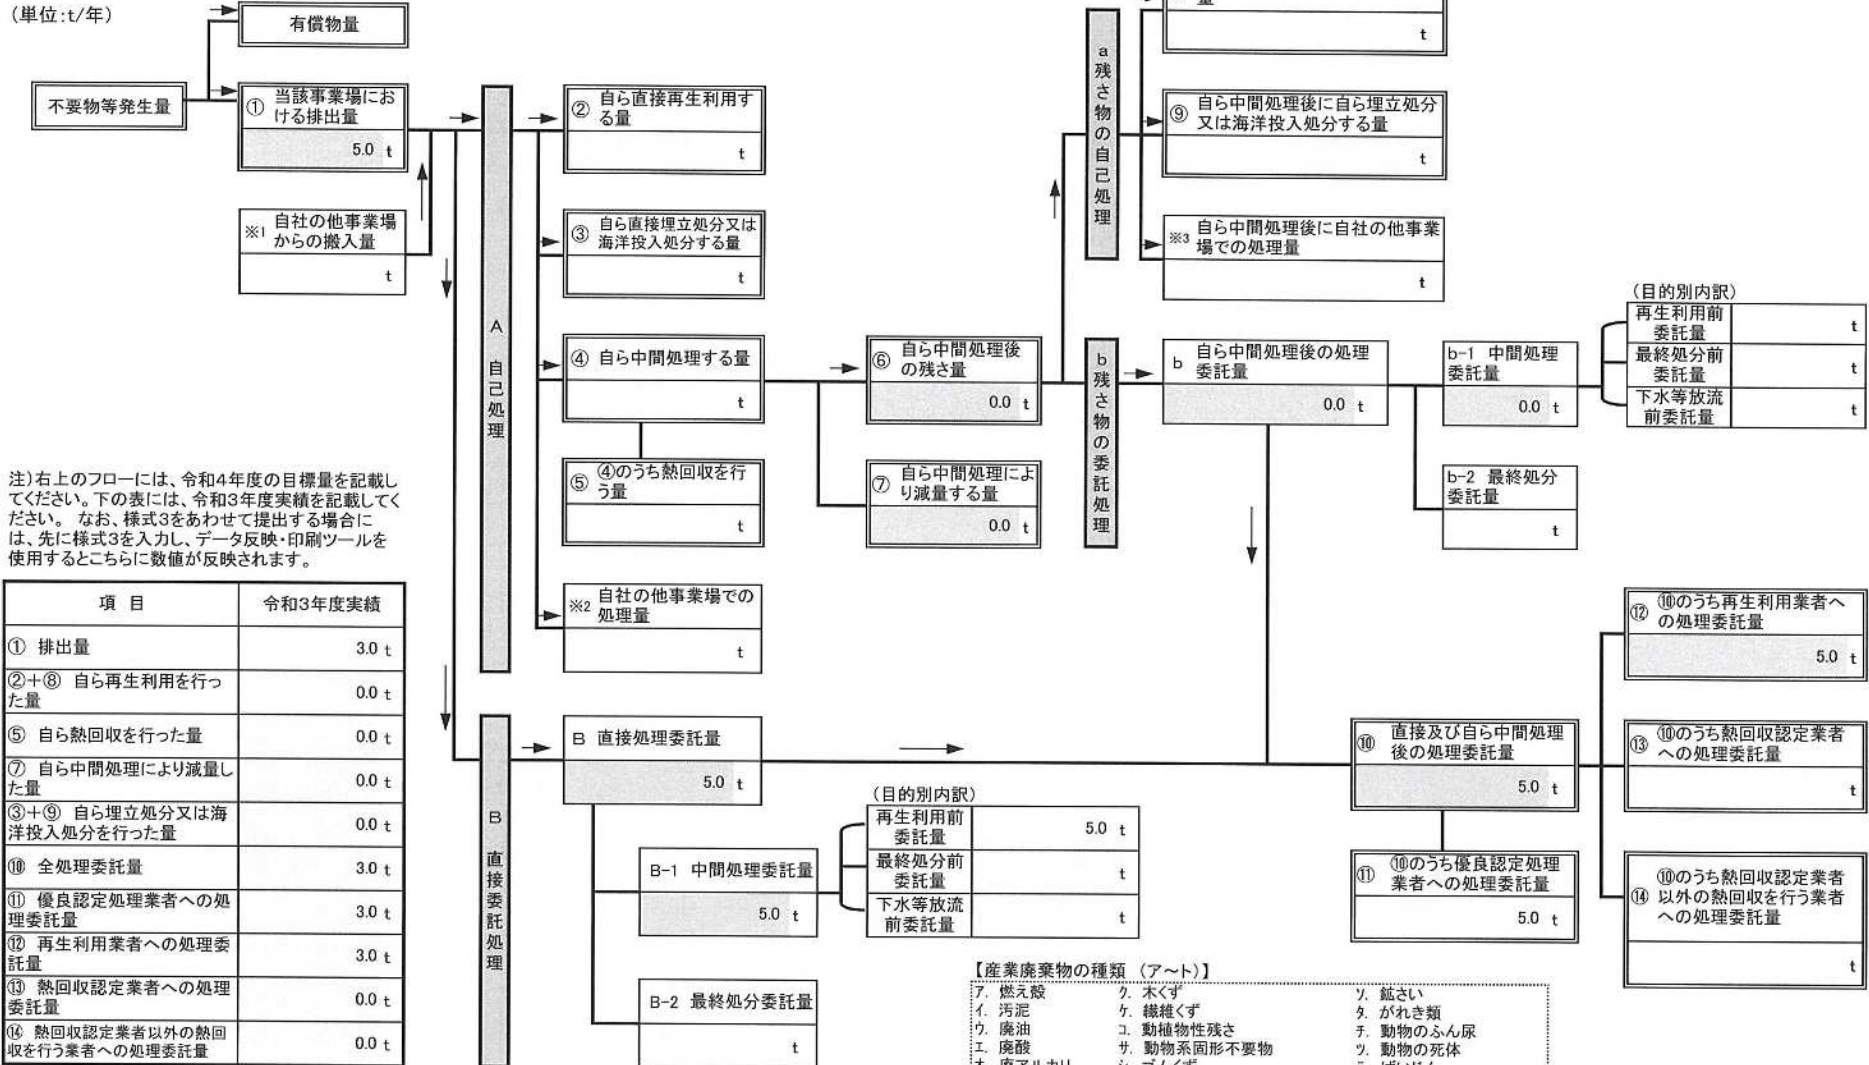 (単位:t/年)
有償物量
不要物等発生量
① 当該事業場にお
ける排出量
5.0 t
※1 自社の他事業場
からの搬入量
t
A 自己処理
② 自ら直接再生利用す
る量
t
③ 自ら直接埋立処分又は
海洋投入処分する量
t
④ 自ら中間処理する量
t
⑤ ④のうち熱回収を行
う量
t
※2 自社の他事業場での
処理量
t
⑥ 自ら中間処理後
の残さ量
0.0 t
⑦ 自ら中間処理によ
り減量する量
0.0 t
a 残さ物の自己処理
量
t
⑨ 自ら中間処理後に自ら埋立処分
又は海洋投入処分する量
t
※3 自ら中間処理後に自社の他事業
場での処理量
t
b 残さ物の委託処理
b 自ら中間処理後の処理
委託量
0.0 t
b-1 中間処理
委託量
0.0 t
(目的別内訳)
再生利用前
委託量
t
最終処分前
委託量
t
下水等放流
前委託量
t
b-2 最終処分
委託量
t
注)右上のフローには、令和4年度の目標量を記載し
てください。下の表には、令和3年度実績を記載してく
ださい。 なお、様式3をあわせて提出する場合に
は、先に様式3を入力し、データ反映・印刷ツールを
使用するとこちらに数値が反映されます。
項 目 令和3年度実績
① 排出量 3.0 t
②+⑧ 自ら再生利用を行っ
た量 0.0 t
⑤ 自ら熱回収を行った量 0.0 t
⑦ 自ら中間処理により減量し
た量 0.0 t
③+⑨ 自ら埋立処分又は海
洋投入処分を行った量 0.0 t
⑩ 全処理委託量 3.0 t
⑪ 優良認定処理業者への処
理委託量 3.0 t
⑫ 再生利用業者への処理委
託量 3.0 t
⑬ 熱回収認定業者への処理
委託量 0.0 t
⑭ 熱回収認定業者以外の熱回
収を行う業者への処理委託量 0.0 t
B 直接委託処理
B 直接処理委託量
5.0 t
B-1 中間処理委託量
5.0 t
(目的別内訳)
再生利用前
委託量
5.0 t
最終処分前
委託量
t
下水等放流
前委託量
t
B-2 最終処分委託量
t
⑩ 直接及び自ら中間処理
後の処理委託量
5.0 t
⑪ ⑩のうち優良認定処理
業者への処理委託量
5.0 t
⑫ ⑩のうち再生利用業者へ
の処理委託量
5.0 t
⑬ ⑩のうち熱回収認定業者
への処理委託量
t
⑭ ⑩のうち熱回収認定業者
以外の熱回収を行う業者
への処理委託量
t
【産業廃棄物の種類 (ア~ト)】
ア. 燃え殻 ク. 木くず ソ. 鉱さい
イ. 汚泥 ケ. 繊維くず タ. がれき類
ウ. 廃油 コ. 動植物性残さ チ. 動物のふん尿
エ. 廃酸 サ. 動物系固形不要物 ツ. 動物の死体